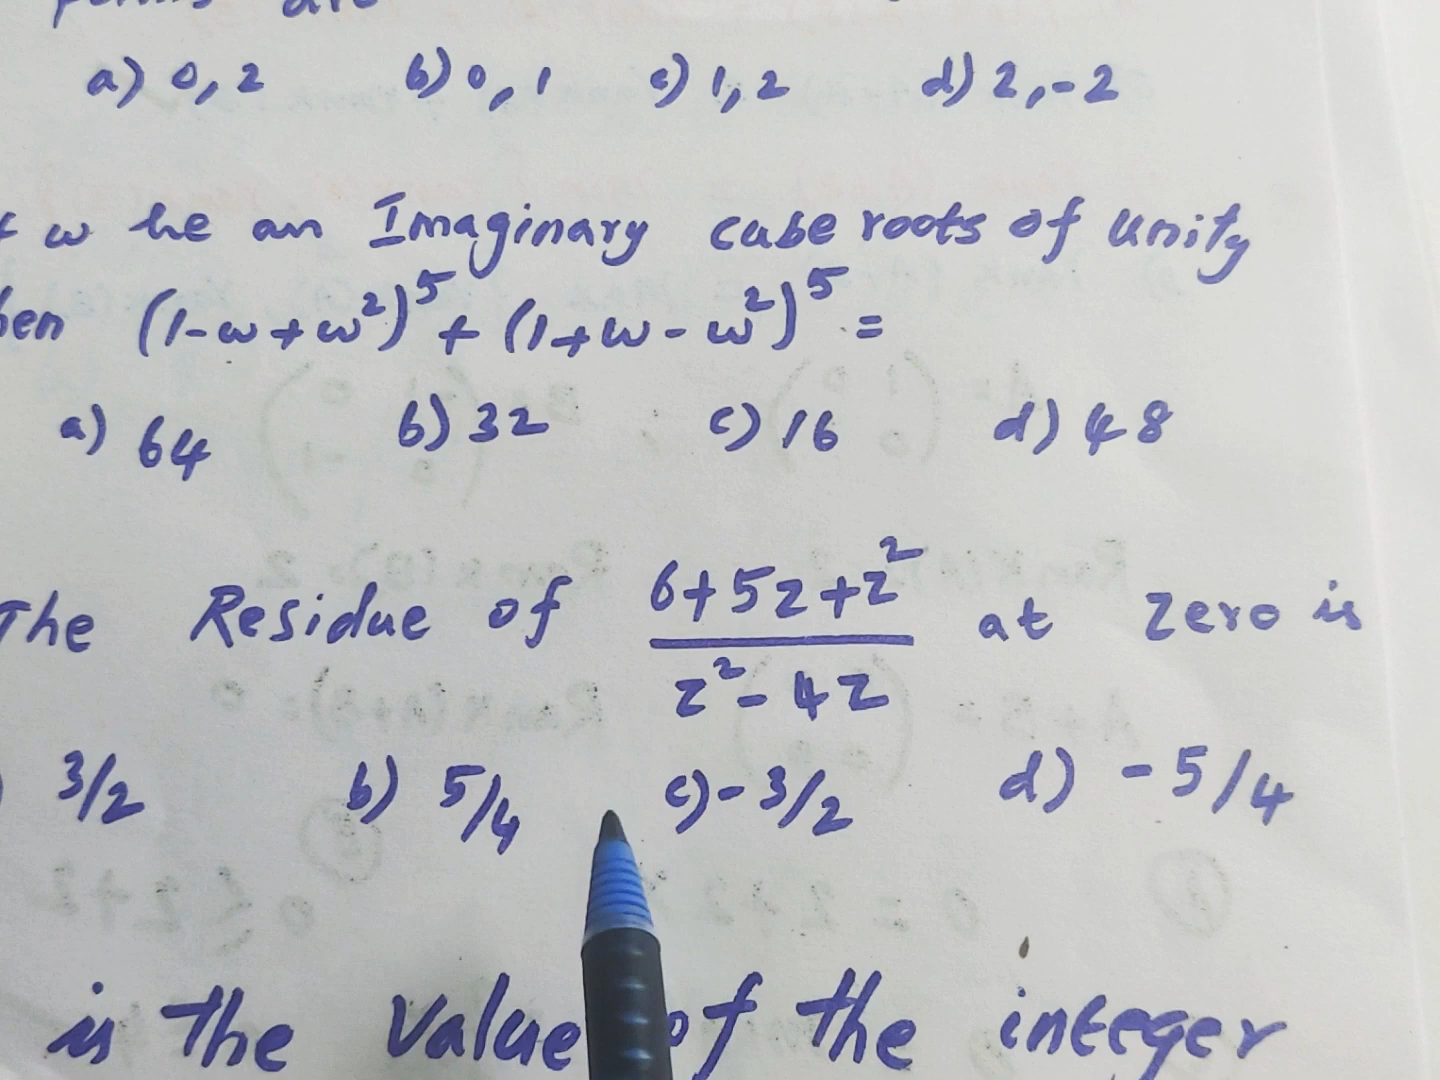 a) 0, 2 b) 0, 1 c) 1, 2 d) 2, -2
ω be an Imaginary cube roots of unity
(1-ω+ω²)⁵ + (1+ω-ω²)⁵ =
a) 64 b) 32 c) 16 d) 48
The Residue of 6+5z+z² / z²-4z at zero is
3/2 b) 5/4 c) -3/2 d) -5/4
is the value of the integer